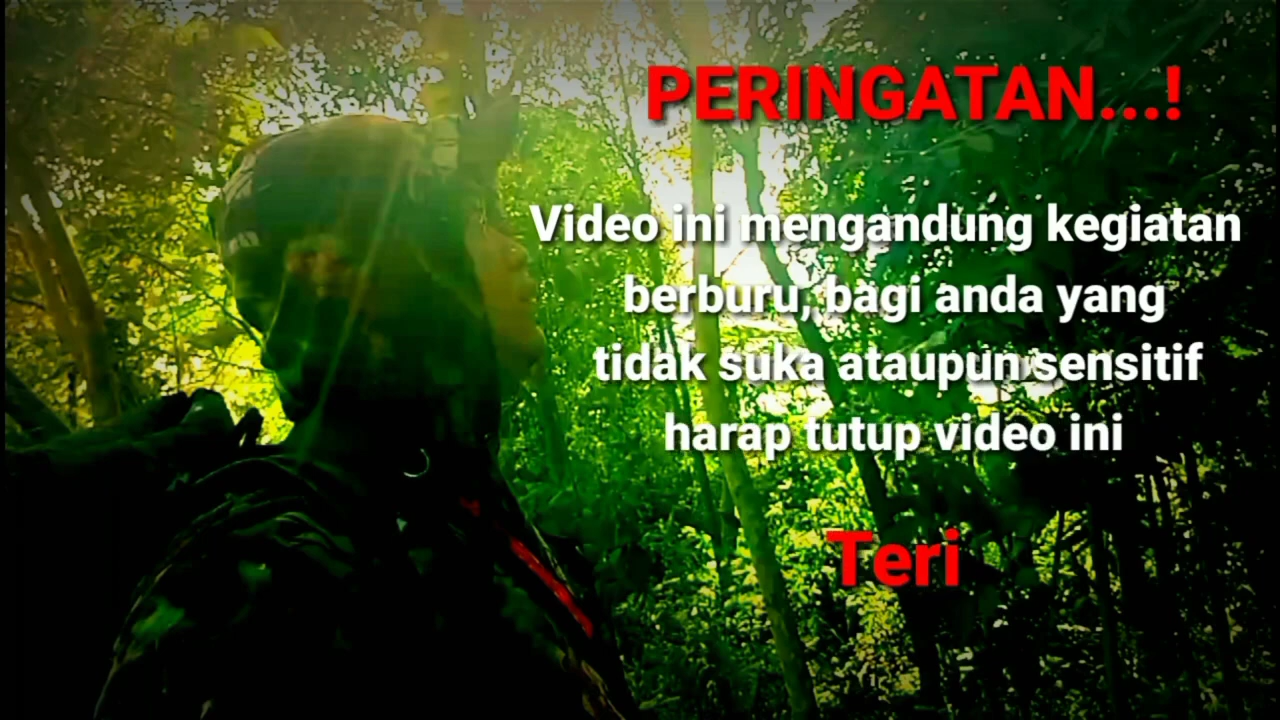 PERINGATAN...!
Video ini mengandung kegiatan
berburu, bagi anda yang
tidak suka ataupun sensitif
harap tutup video ini
Teri